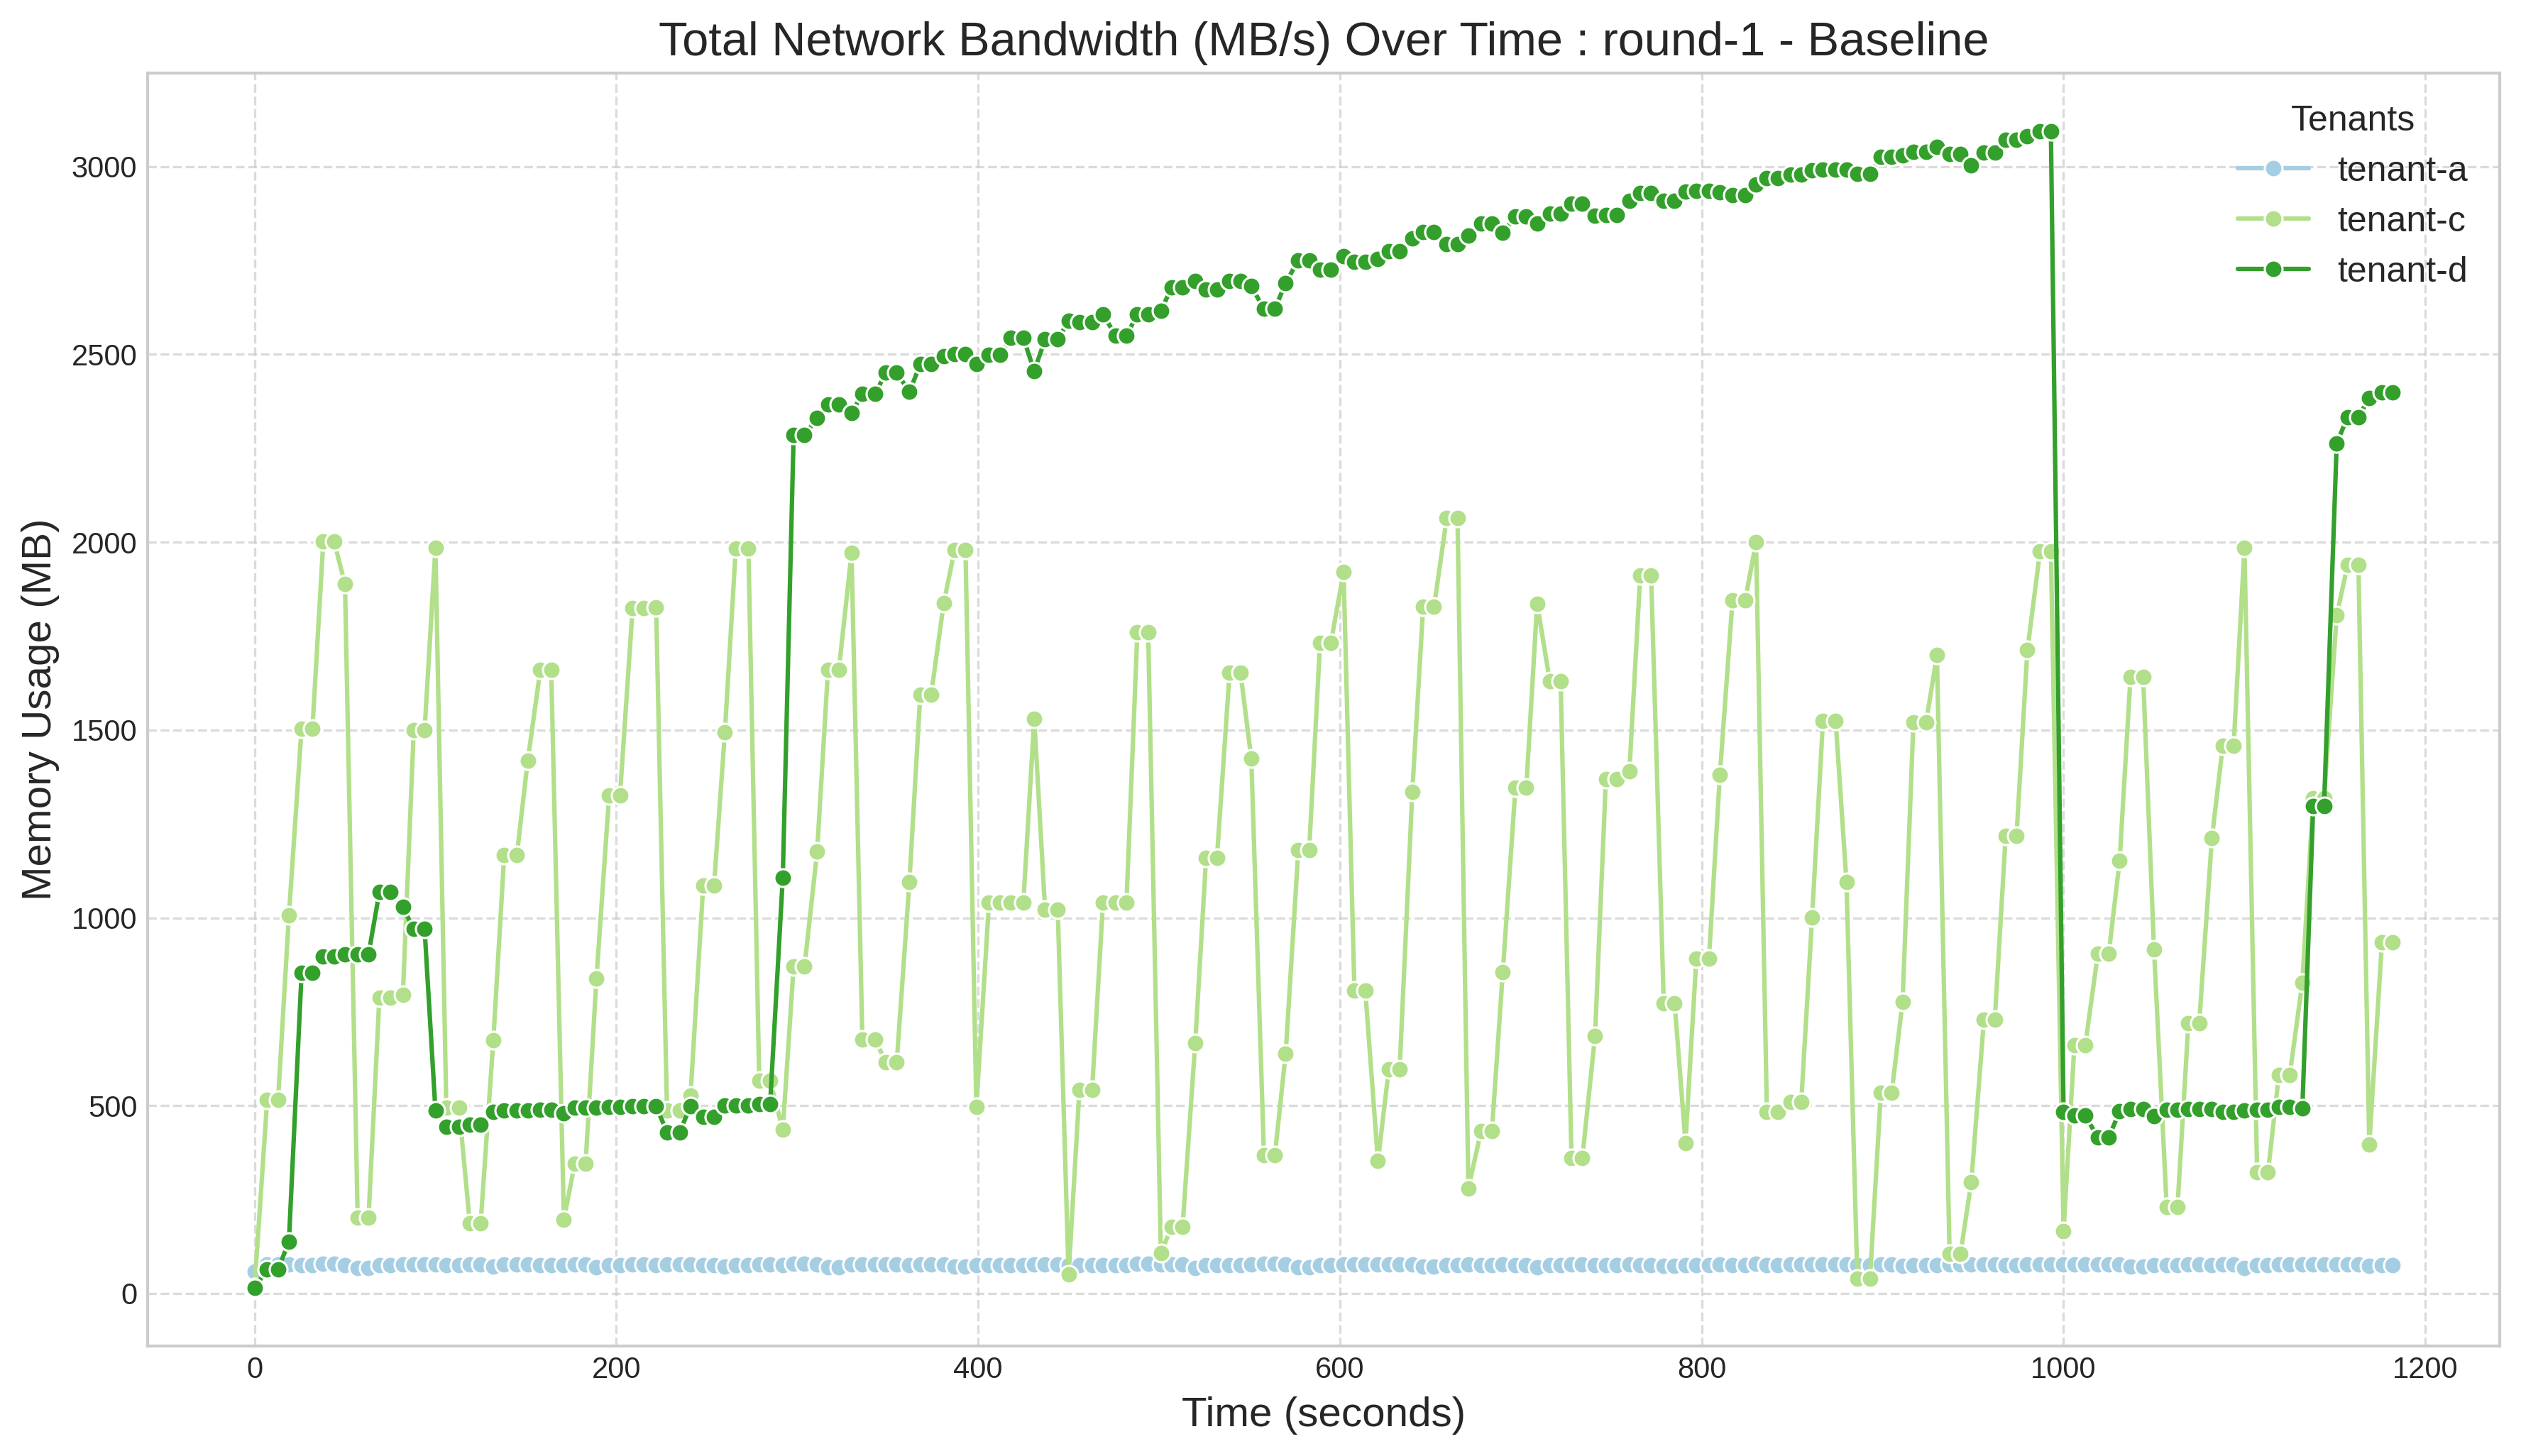 Total Network Bandwidth (MB/s) Over Time : round-1 - Baseline
Tenants
tenant-a
tenant-c
tenant-d
Memory Usage (MB)
3000
2500
2000
1500
1000
500
0
0 200 400 600 800 1000 1200
Time (seconds)